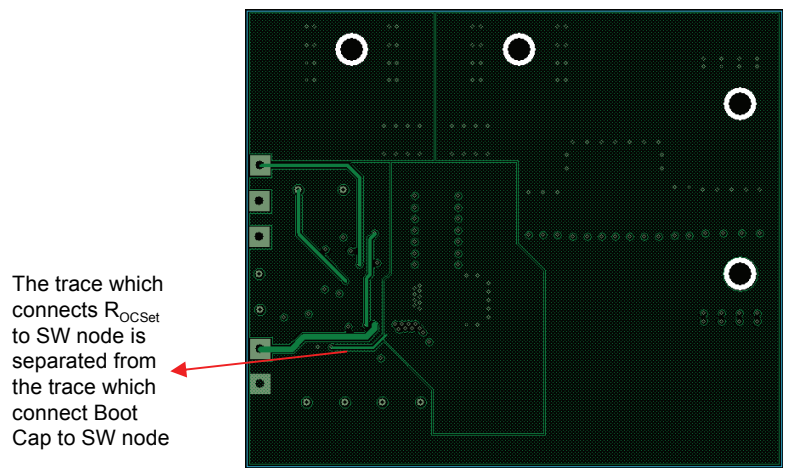 The trace which
connects ROCSet
to SW node is
separated from
the trace which
connect Boot
Cap to SW node